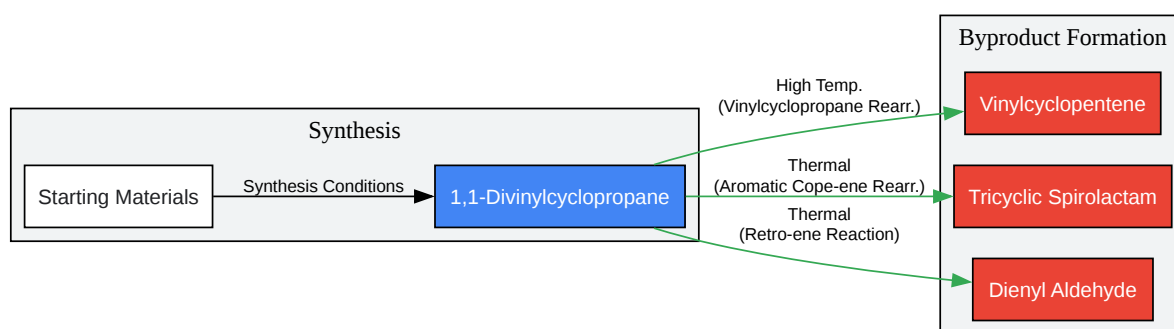 Byproduct Formation
High Temp.
(Vinylcyclopropane Rearr.)
Vinylcyclopentene
Synthesis
Starting Materials
Synthesis Conditions
1,1-Divinylcyclopropane
Thermal
(Aromatic Cope-ene Rearr.)
Tricyclic Spirolactam
Thermal
(Retro-ene Reaction)
Dienyl Aldehyde